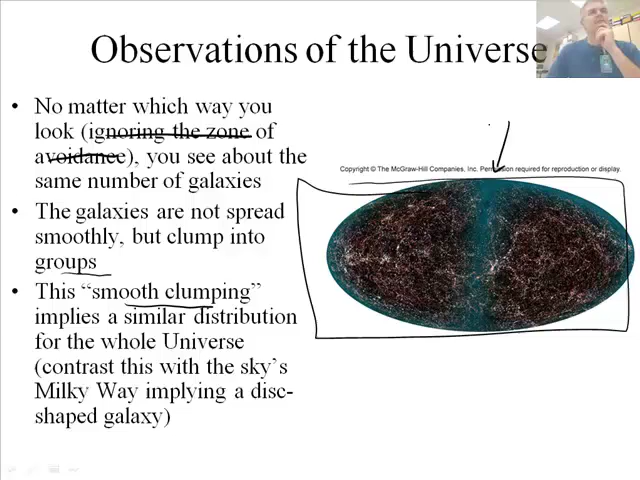 Observations of the Universe
• No matter which way you
look (ignoring the zone of
avoidance), you see about the
same number of galaxies
• The galaxies are not spread
smoothly, but clump into
groups
• This “smooth clumping”
implies a similar distribution
for the whole Universe
(contrast this with the sky’s
Milky Way implying a disc-
shaped galaxy)
Copyright © The McGraw-Hill Companies, Inc. Permission required for reproduction or display.